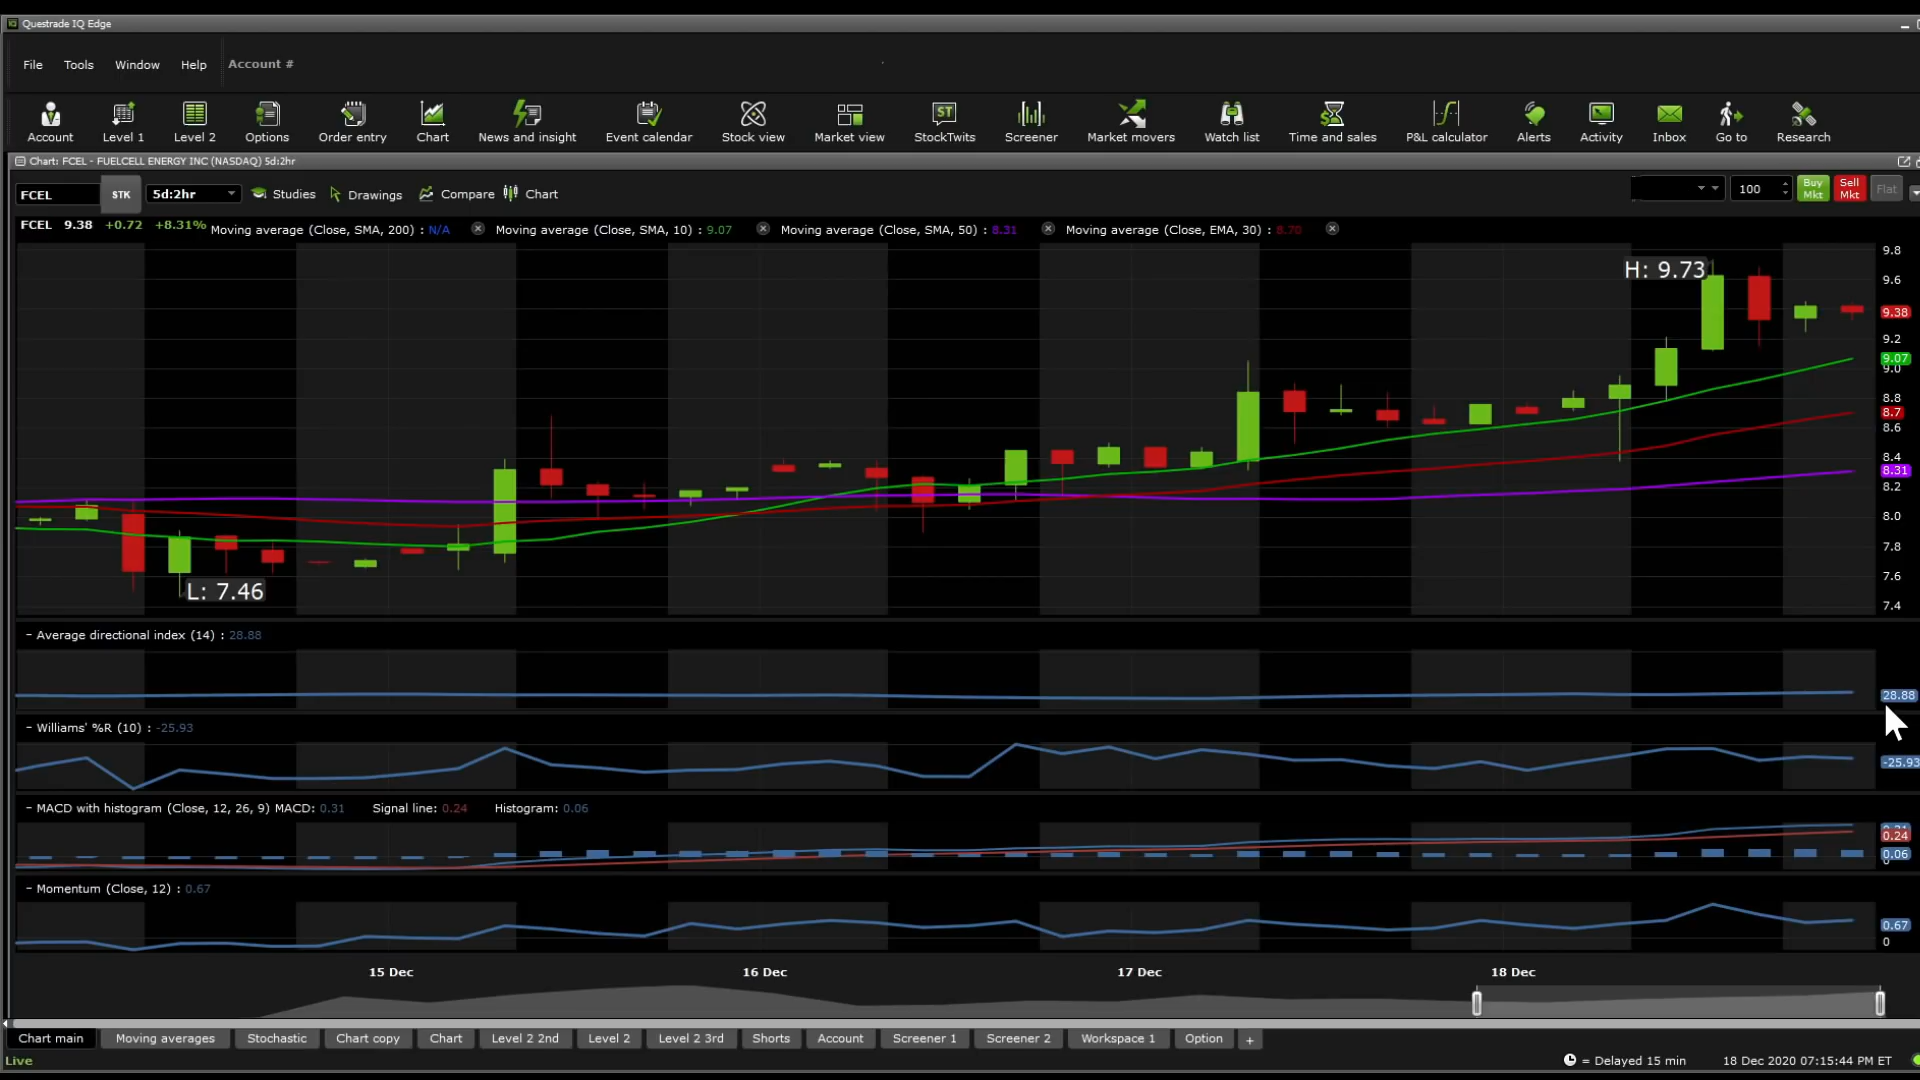 Questrade IQ Edge
File Tools Window Help Account #
Account Level 1 Level 2 Options Order entry Chart News and insight Event calendar Stock view Market view StockTwits Screener Market movers Watch list Time and sales P&L calculator Alerts Activity Inbox Go to Research
Chart: FCEL - FUELCELL ENERGY INC (NASDAQ) 5d:2hr
FCEL STK 5d:2hr Studies Drawings Compare Chart 100 Buy Mkt Sell Mkt Flat
FCEL 9.38 +0.72 +8.31% Moving average (Close, SMA, 200) : N/A Moving average (Close, SMA, 10) : 9.07 Moving average (Close, SMA, 50) : 8.31 Moving average (Close, EMA, 30) : 8.70
9.8
H: 9.73
9.6
9.38
9.2
9.07
9.0
8.8
8.7
8.6
8.4
8.31
8.2
8.0
7.8
7.6
L: 7.46
7.4
- Average directional index (14) : 28.88
28.88
- Williams' %R (10) : -25.93
-25.93
- MACD with histogram (Close, 12, 26, 9) MACD: 0.31 Signal line: 0.24 Histogram: 0.06
0.24
0.06
- Momentum (Close, 12) : 0.67
0.67
0
15 Dec 16 Dec 17 Dec 18 Dec
Chart main Moving averages Stochastic Chart copy Chart Level 2 2nd Level 2 Level 2 3rd Shorts Account Screener 1 Screener 2 Workspace 1 Option +
Live = Delayed 15 min 18 Dec 2020 07:15:44 PM ET